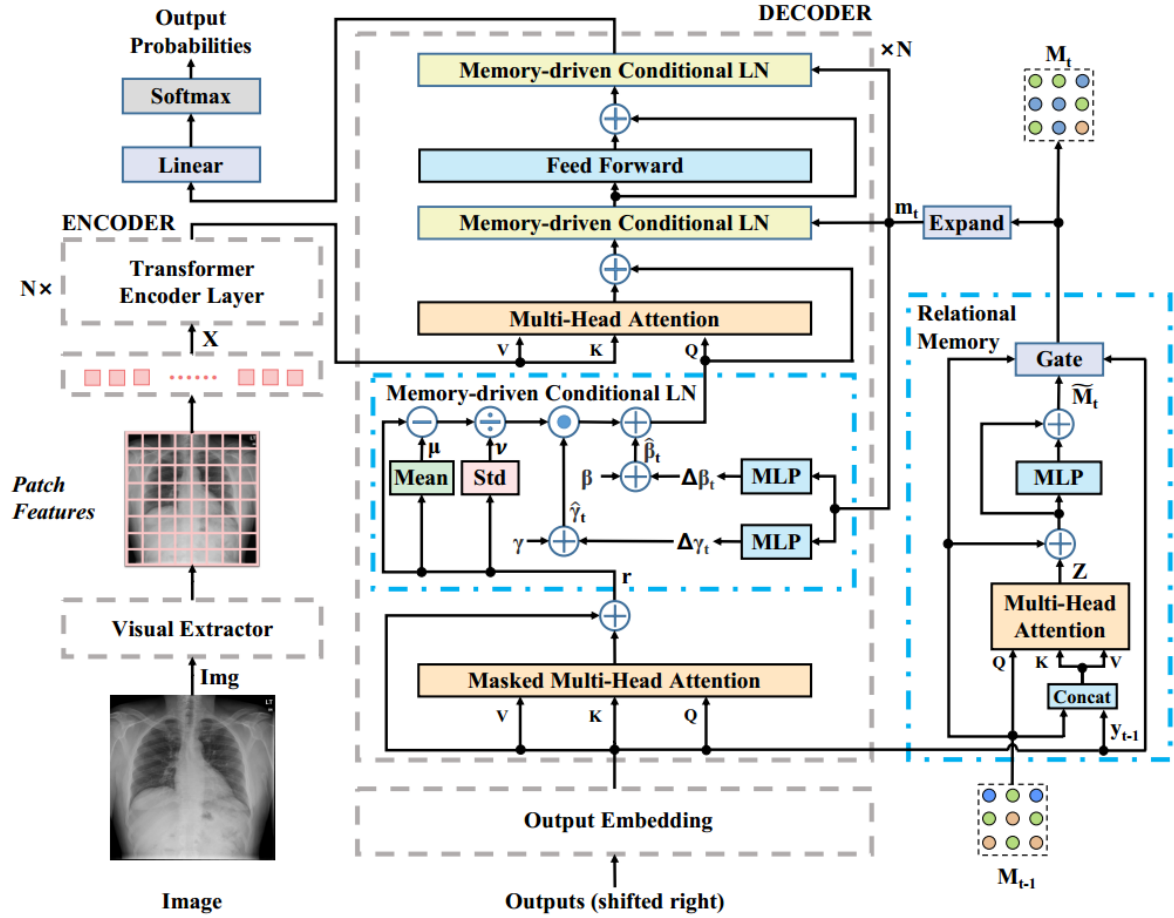 Output
Probabilities
Softmax
Linear
ENCODER
N×
Transformer
Encoder Layer
X
Patch
Features
Visual Extractor
Img
LT
Image
DECODER
×N
Memory-driven Conditional LN
Feed Forward
Memory-driven Conditional LN
Multi-Head Attention
V K Q
Memory-driven Conditional LN
μ ν β̂t
Mean Std β Δβt MLP
γ̂t
γ Δγt MLP
r
Masked Multi-Head Attention
V K Q
Output Embedding
Outputs (shifted right)
Mt
mt Expand
Relational
Memory
Gate
M̃t
MLP
Z
Multi-Head
Attention
Q K V
Concat
yt-1
Mt-1